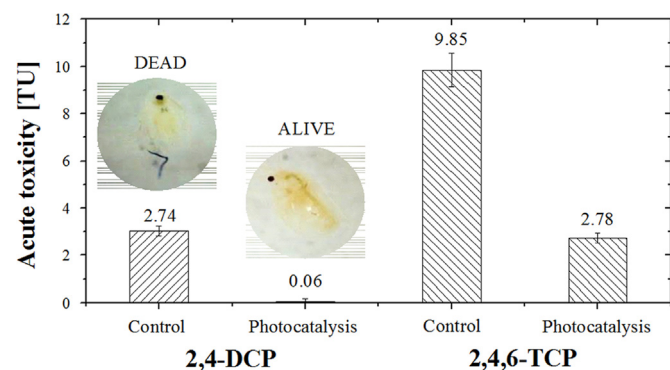 Acute toxicity [TU]
12
10
8
6
4
2
0
DEAD
ALIVE
2.74
0.06
9.85
2.78
Control
Photocatalysis
Control
Photocatalysis
2,4-DCP
2,4,6-TCP